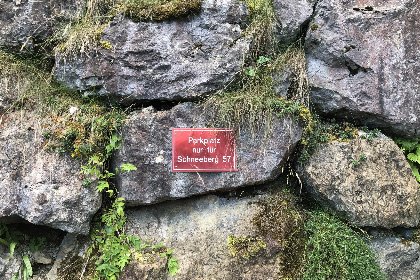 Parkplatz
nur für
Schneeberg 57